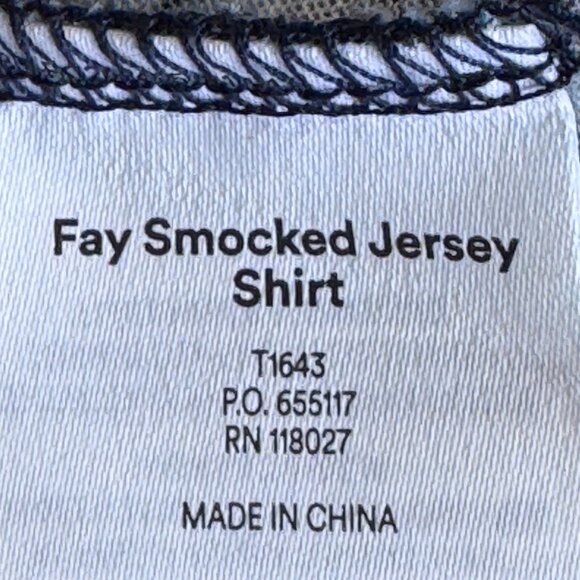 Fay Smocked Jersey
Shirt
T1643
P.O. 655117
RN 118027
MADE IN CHINA